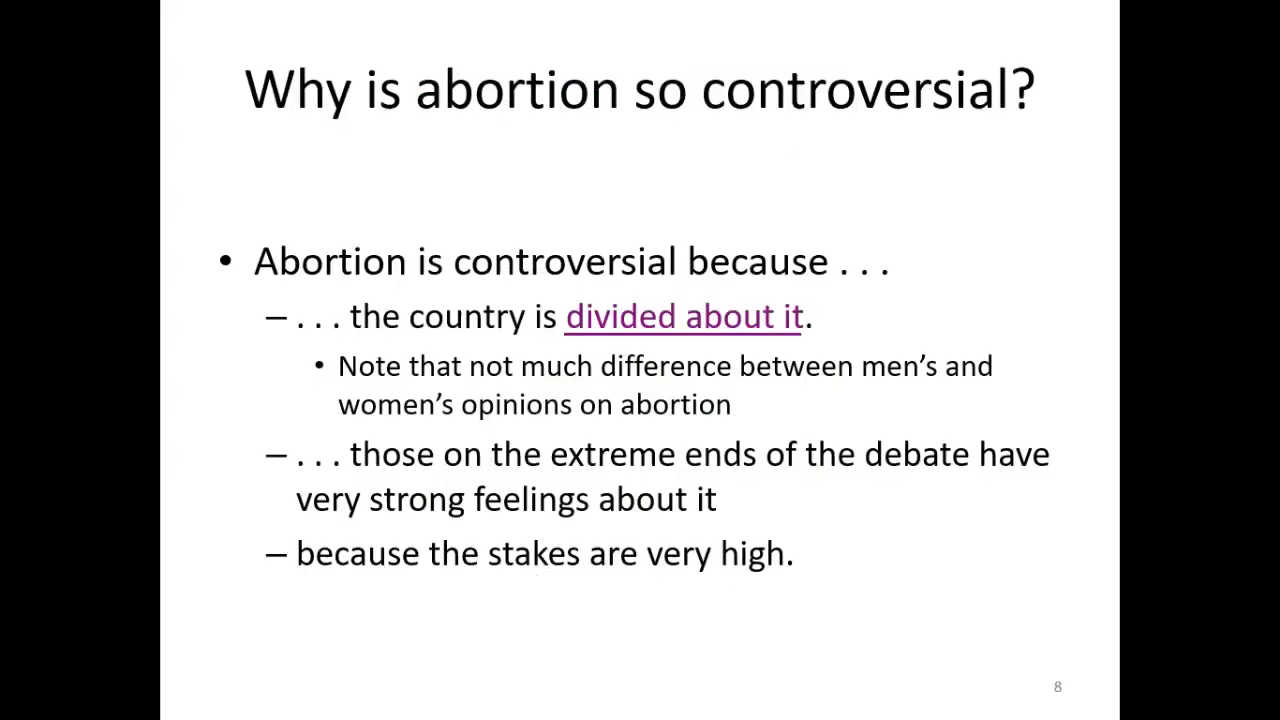 Why is abortion so controversial?
• Abortion is controversial because . . .
– . . . the country is divided about it.
• Note that not much difference between men’s and
women’s opinions on abortion
– . . . those on the extreme ends of the debate have
very strong feelings about it
– because the stakes are very high.
8